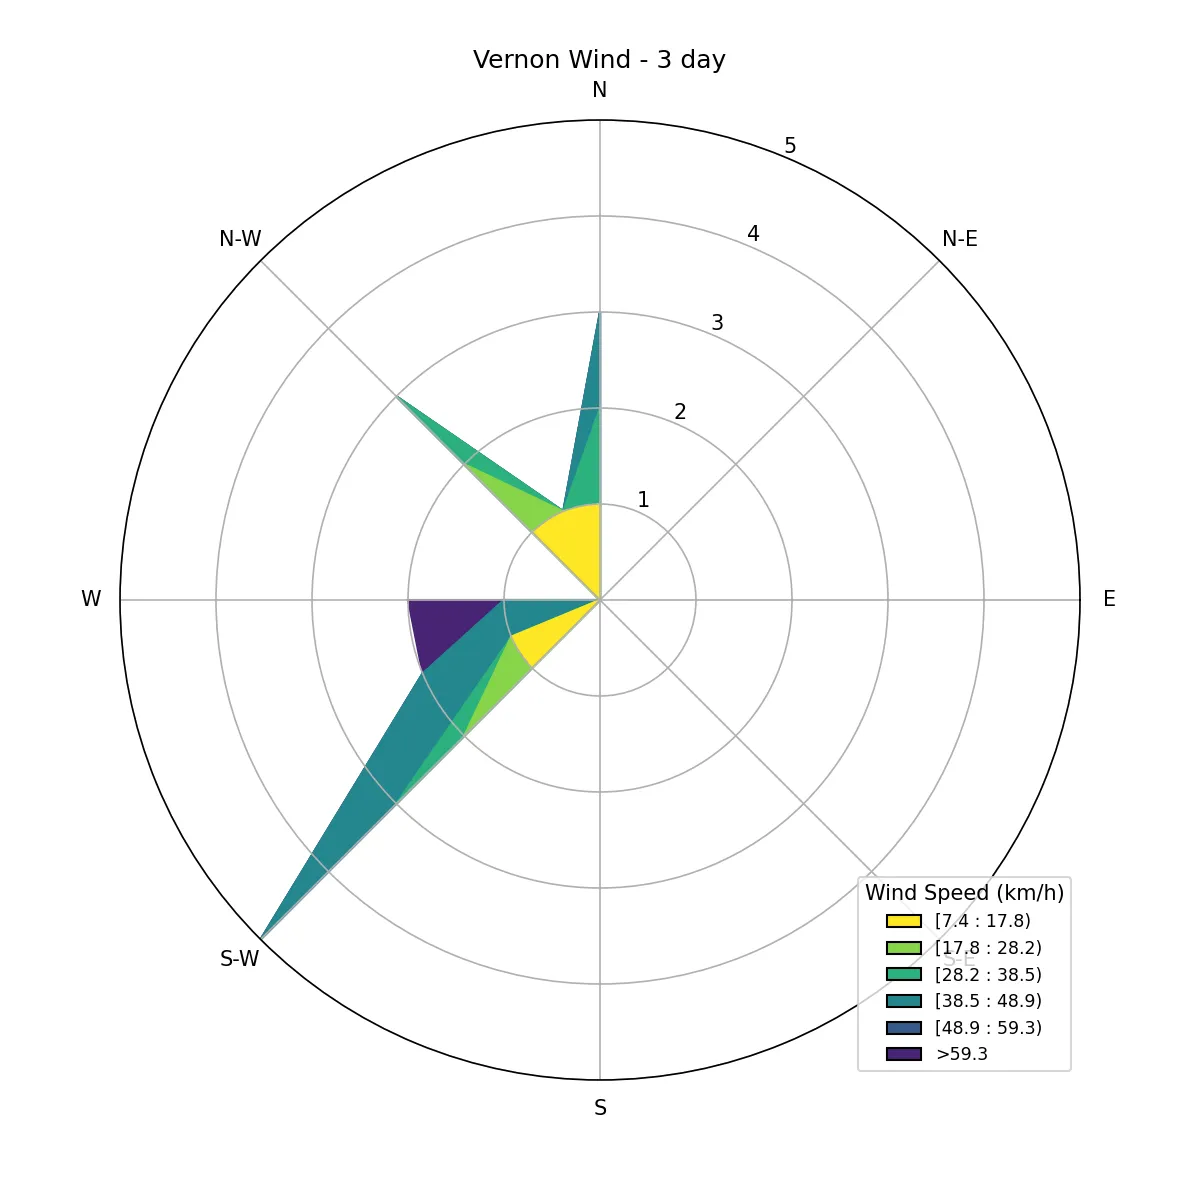 Vernon Wind - 3 day
N
5
N-W
N-E
4
3
2
1
W
E
S-W
S-E
S
Wind Speed (km/h)
[7.4 : 17.8)
[17.8 : 28.2)
[28.2 : 38.5)
[38.5 : 48.9)
[48.9 : 59.3)
>59.3